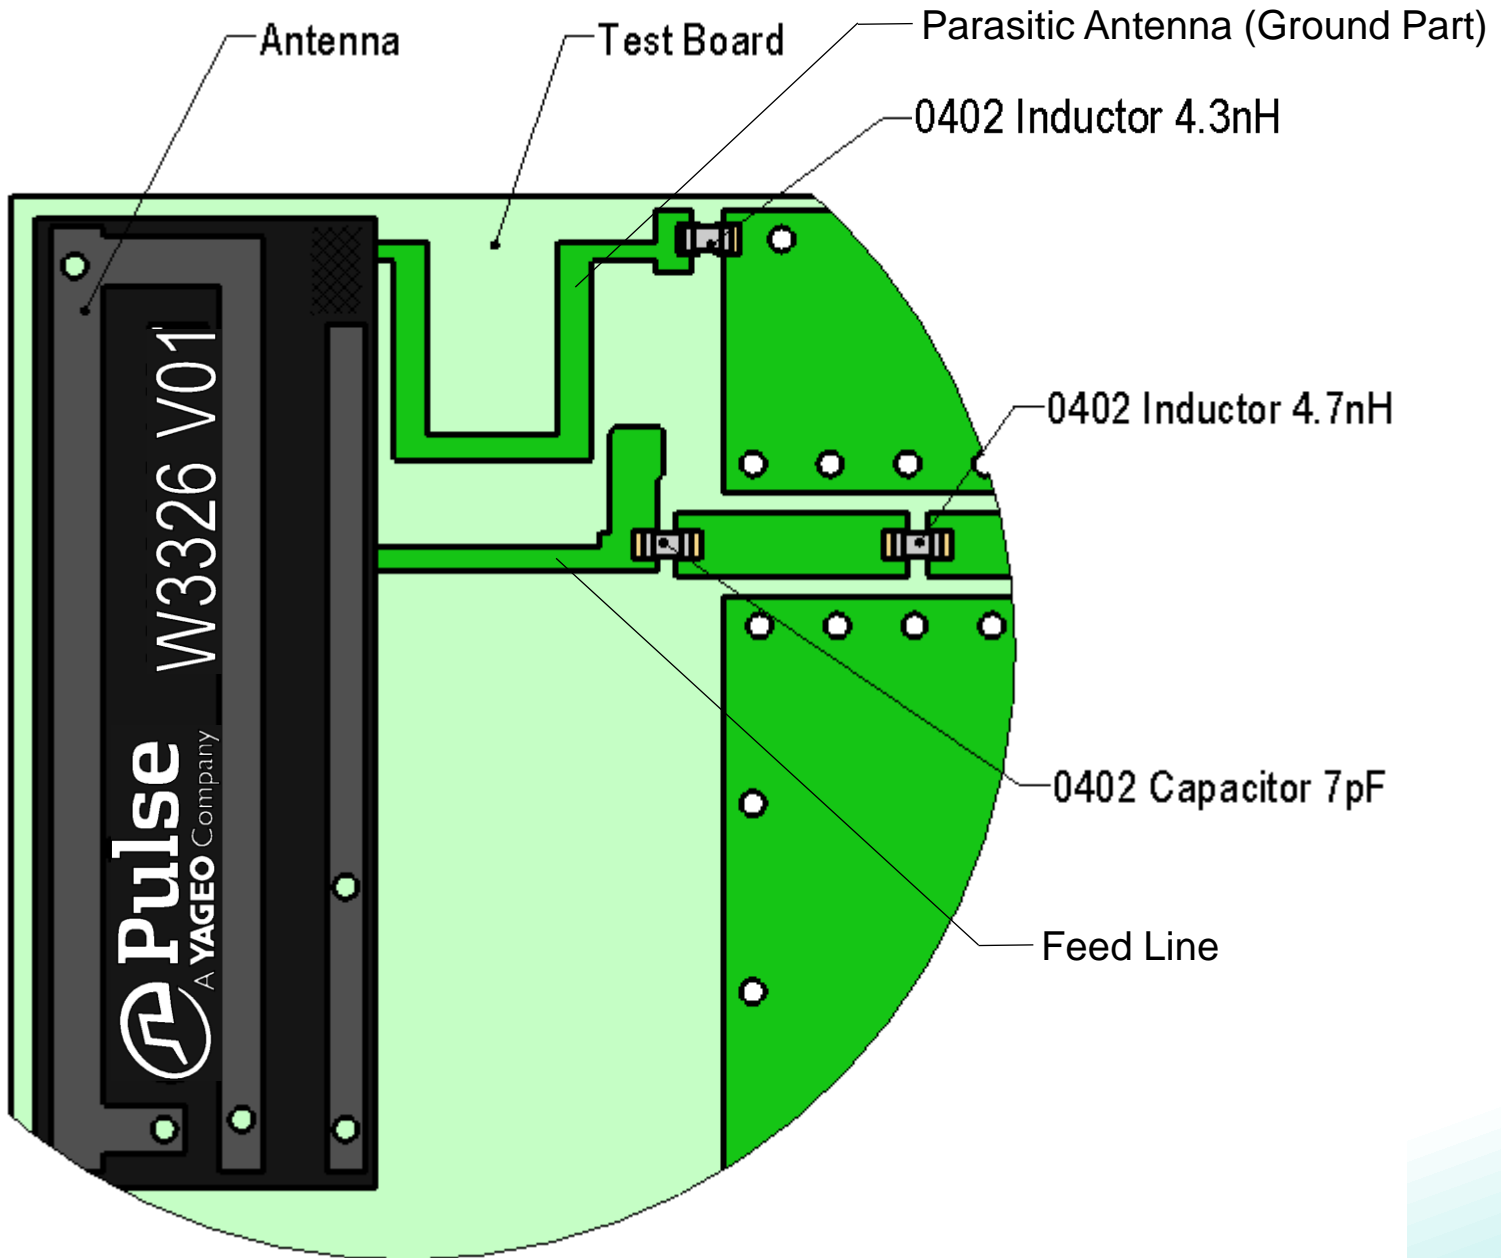 Antenna
Test Board
Parasitic Antenna (Ground Part)
0402 Inductor 4.3nH
0402 Inductor 4.7nH
0402 Capacitor 7pF
Feed Line
W3326 V01
Pulse
A YAGEO Company